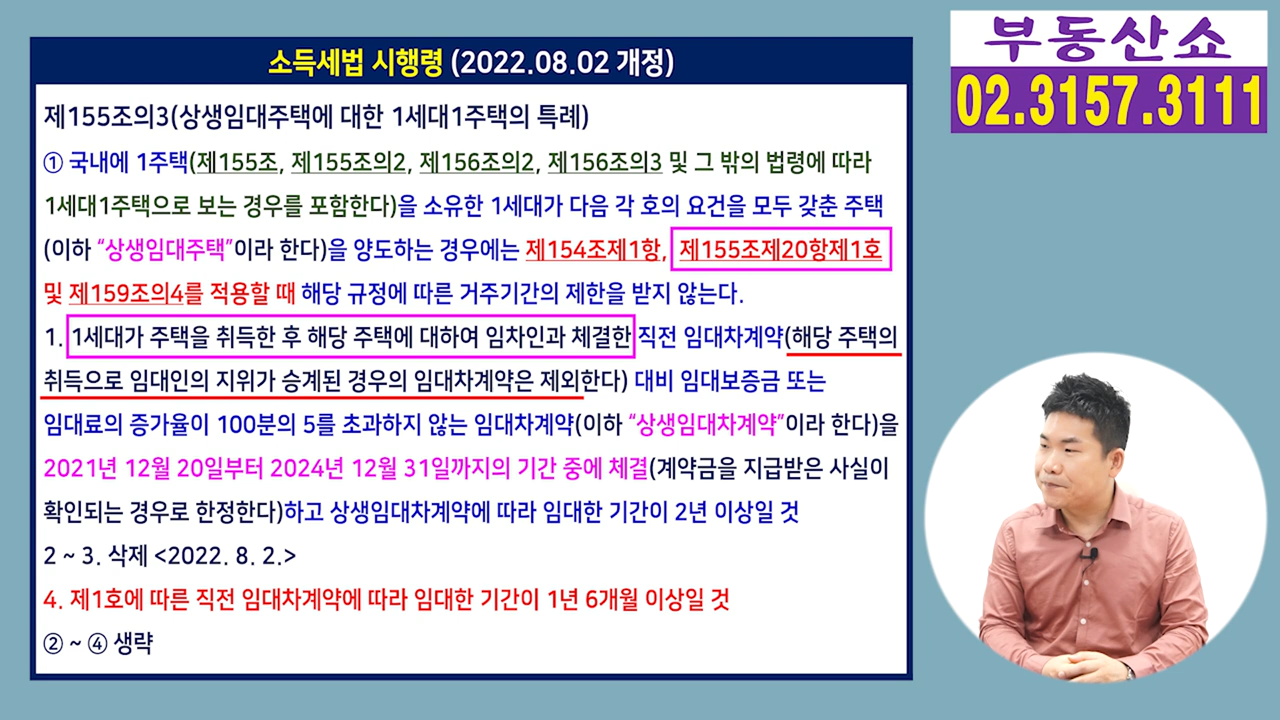 부동산쇼
02.3157.3111
소득세법 시행령 (2022.08.02 개정)
제155조의3(상생임대주택에 대한 1세대1주택의 특례)
① 국내에 1주택(제155조, 제155조의2, 제156조의2, 제156조의3 및 그 밖의 법령에 따라
1세대1주택으로 보는 경우를 포함한다)을 소유한 1세대가 다음 각 호의 요건을 모두 갖춘 주택
(이하 “상생임대주택”이라 한다)을 양도하는 경우에는 제154조제1항, 제155조제20항제1호
및 제159조의4를 적용할 때 해당 규정에 따른 거주기간의 제한을 받지 않는다.
1. 1세대가 주택을 취득한 후 해당 주택에 대하여 임차인과 체결한 직전 임대차계약(해당 주택의
취득으로 임대인의 지위가 승계된 경우의 임대차계약은 제외한다) 대비 임대보증금 또는
임대료의 증가율이 100분의 5를 초과하지 않는 임대차계약(이하 “상생임대차계약”이라 한다)을
2021년 12월 20일부터 2024년 12월 31일까지의 기간 중에 체결(계약금을 지급받은 사실이
확인되는 경우로 한정한다)하고 상생임대차계약에 따라 임대한 기간이 2년 이상일 것
2 ~ 3. 삭제 <2022. 8. 2.>
4. 제1호에 따른 직전 임대차계약에 따라 임대한 기간이 1년 6개월 이상일 것
② ~ ④ 생략